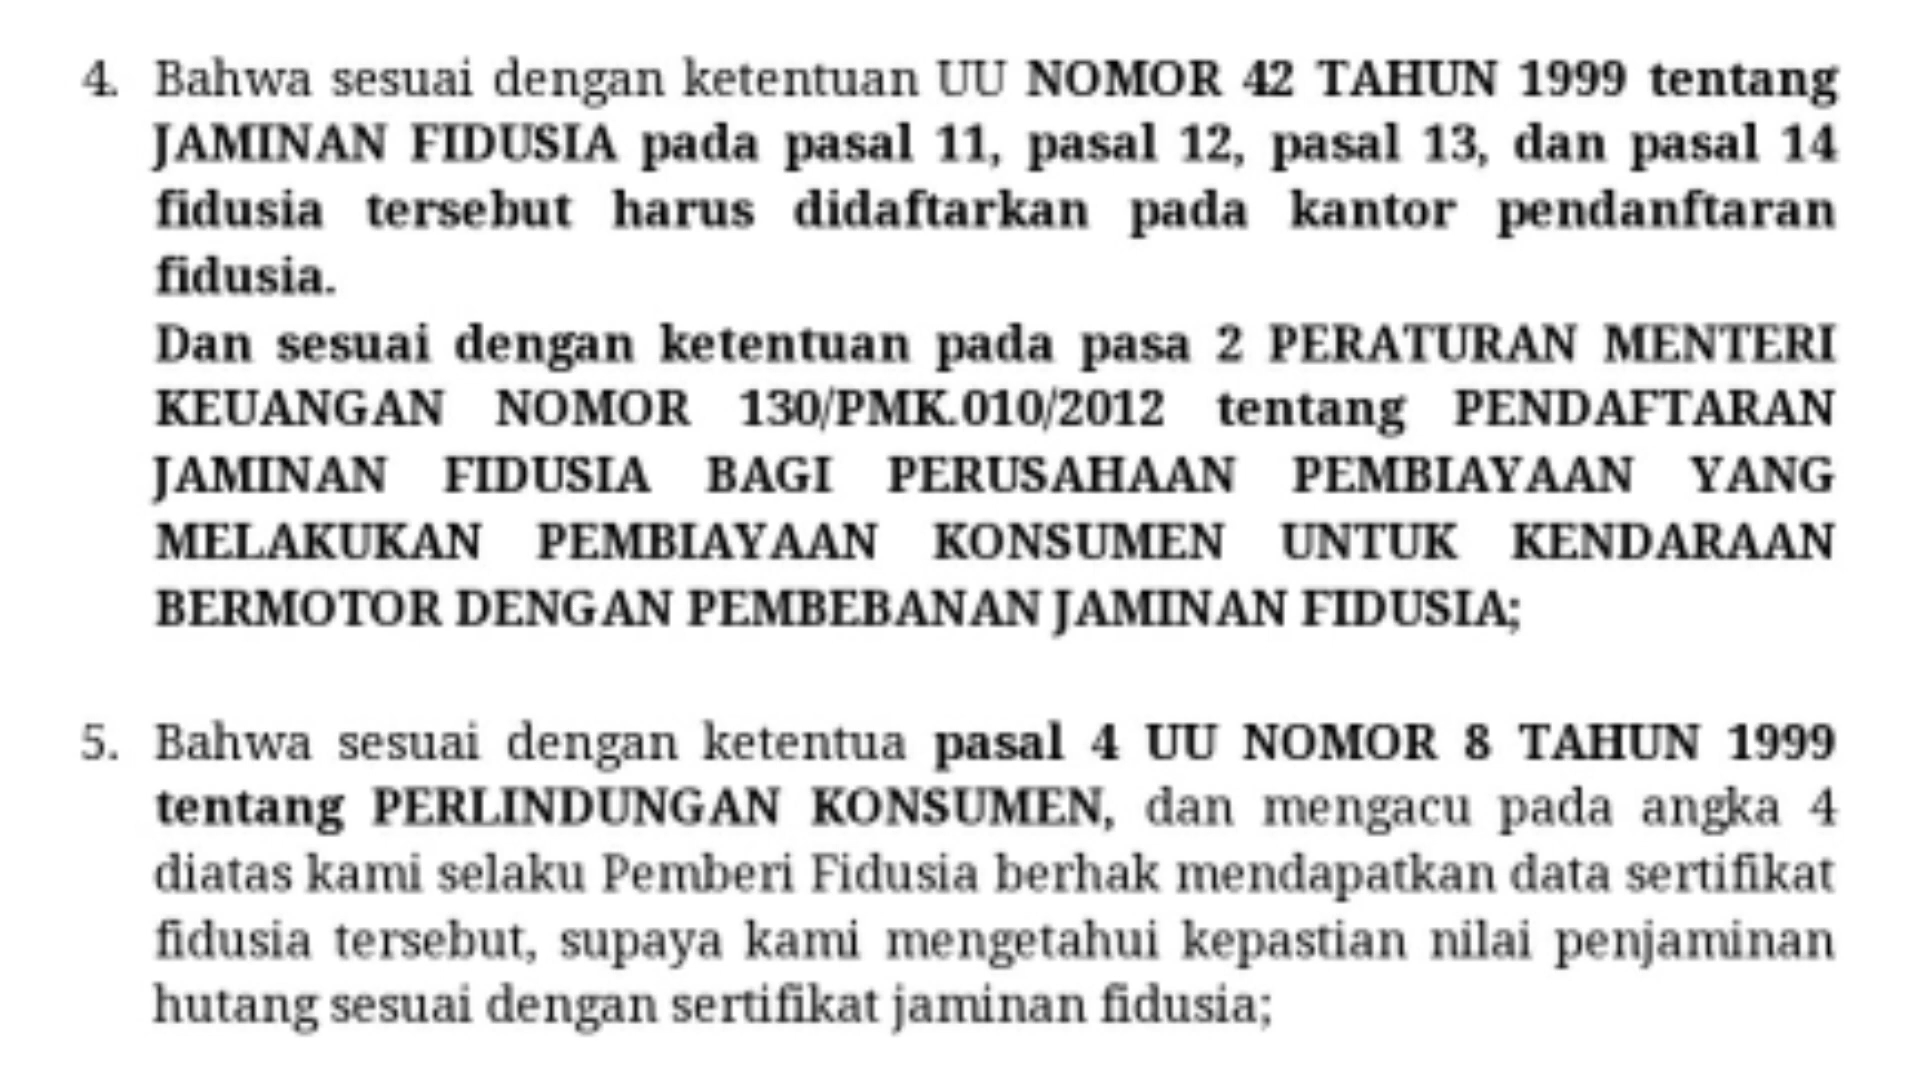 4. Bahwa sesuai dengan ketentuan UU NOMOR 42 TAHUN 1999 tentang
JAMINAN FIDUSIA pada pasal 11, pasal 12, pasal 13, dan pasal 14
fidusia tersebut harus didaftarkan pada kantor pendanftaran
fidusia.
Dan sesuai dengan ketentuan pada pasa 2 PERATURAN MENTERI
KEUANGAN NOMOR 130/PMK.010/2012 tentang PENDAFTARAN
JAMINAN FIDUSIA BAGI PERUSAHAAN PEMBIAYAAN YANG
MELAKUKAN PEMBIAYAAN KONSUMEN UNTUK KENDARAAN
BERMOTOR DENGAN PEMBEBANAN JAMINAN FIDUSIA;
5. Bahwa sesuai dengan ketentua pasal 4 UU NOMOR 8 TAHUN 1999
tentang PERLINDUNGAN KONSUMEN, dan mengacu pada angka 4
diatas kami selaku Pemberi Fidusia berhak mendapatkan data sertifikat
fidusia tersebut, supaya kami mengetahui kepastian nilai penjaminan
hutang sesuai dengan sertifikat jaminan fidusia;